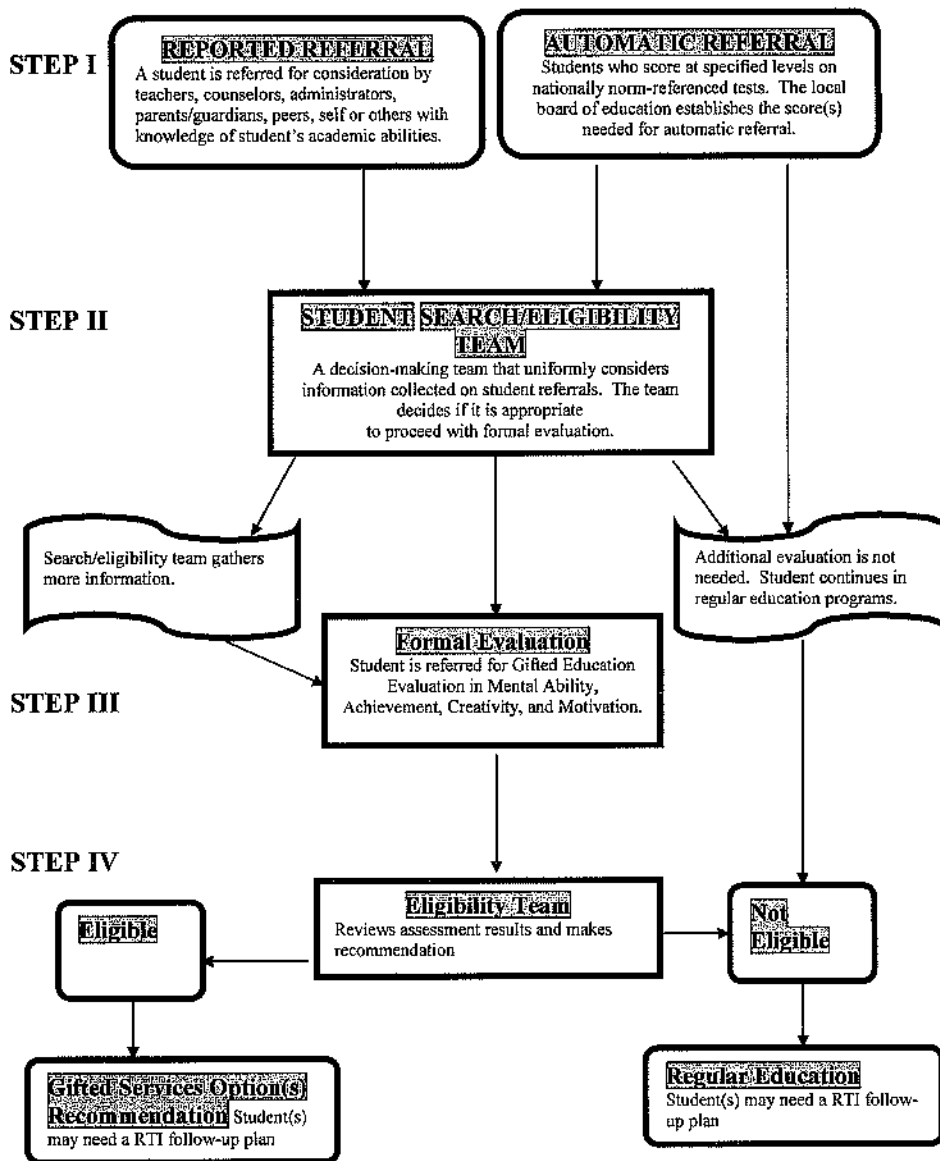 STEP I
REPORTED REFERRAL
A student is referred for consideration by
teachers, counselors, administrators,
parents/guardians, peers, self or others with
knowledge of student's academic abilities.
AUTOMATIC REFERRAL
Students who score at specified levels on
nationally norm-referenced tests. The local
board of education establishes the score(s)
needed for automatic referral.
STEP II
STUDENT SEARCH/ELIGIBILITY
TEAM
A decision-making team that uniformly considers
information collected on student referrals. The team
decides if it is appropriate
to proceed with formal evaluation.
Search/eligibility team gathers
more information.
Additional evaluation is not
needed. Student continues in
regular education programs.
STEP III
Formal Evaluation
Student is referred for Gifted Education
Evaluation in Mental Ability,
Achievement, Creativity, and Motivation.
STEP IV
Eligible
Eligibility Team
Reviews assessment results and makes
recommendation
Not
Eligible
Gifted Services Option(s)
Recommendation Student(s)
may need a RTI follow-up plan
Regular Education
Student(s) may need a RTI follow-
up plan